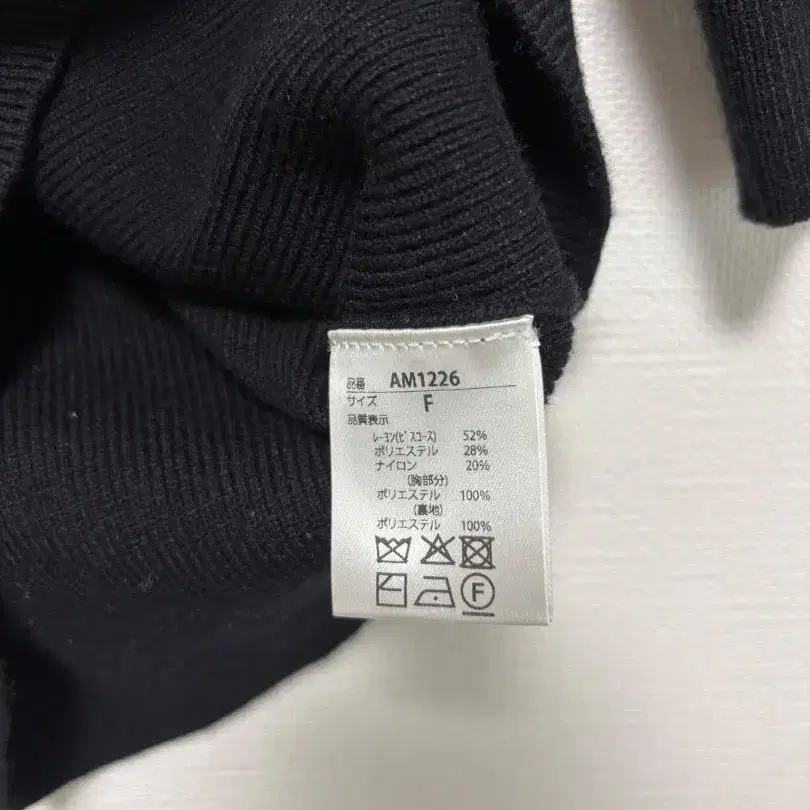 品番 AM1226
サイズ F
品質表示
ﾚｰﾖﾝ(ﾋﾞｽｺｰｽ) 52%
ポリエステル 28%
ナイロン 20%
(胸部分)
ポリエステル 100%
(裏地)
ポリエステル 100%
F